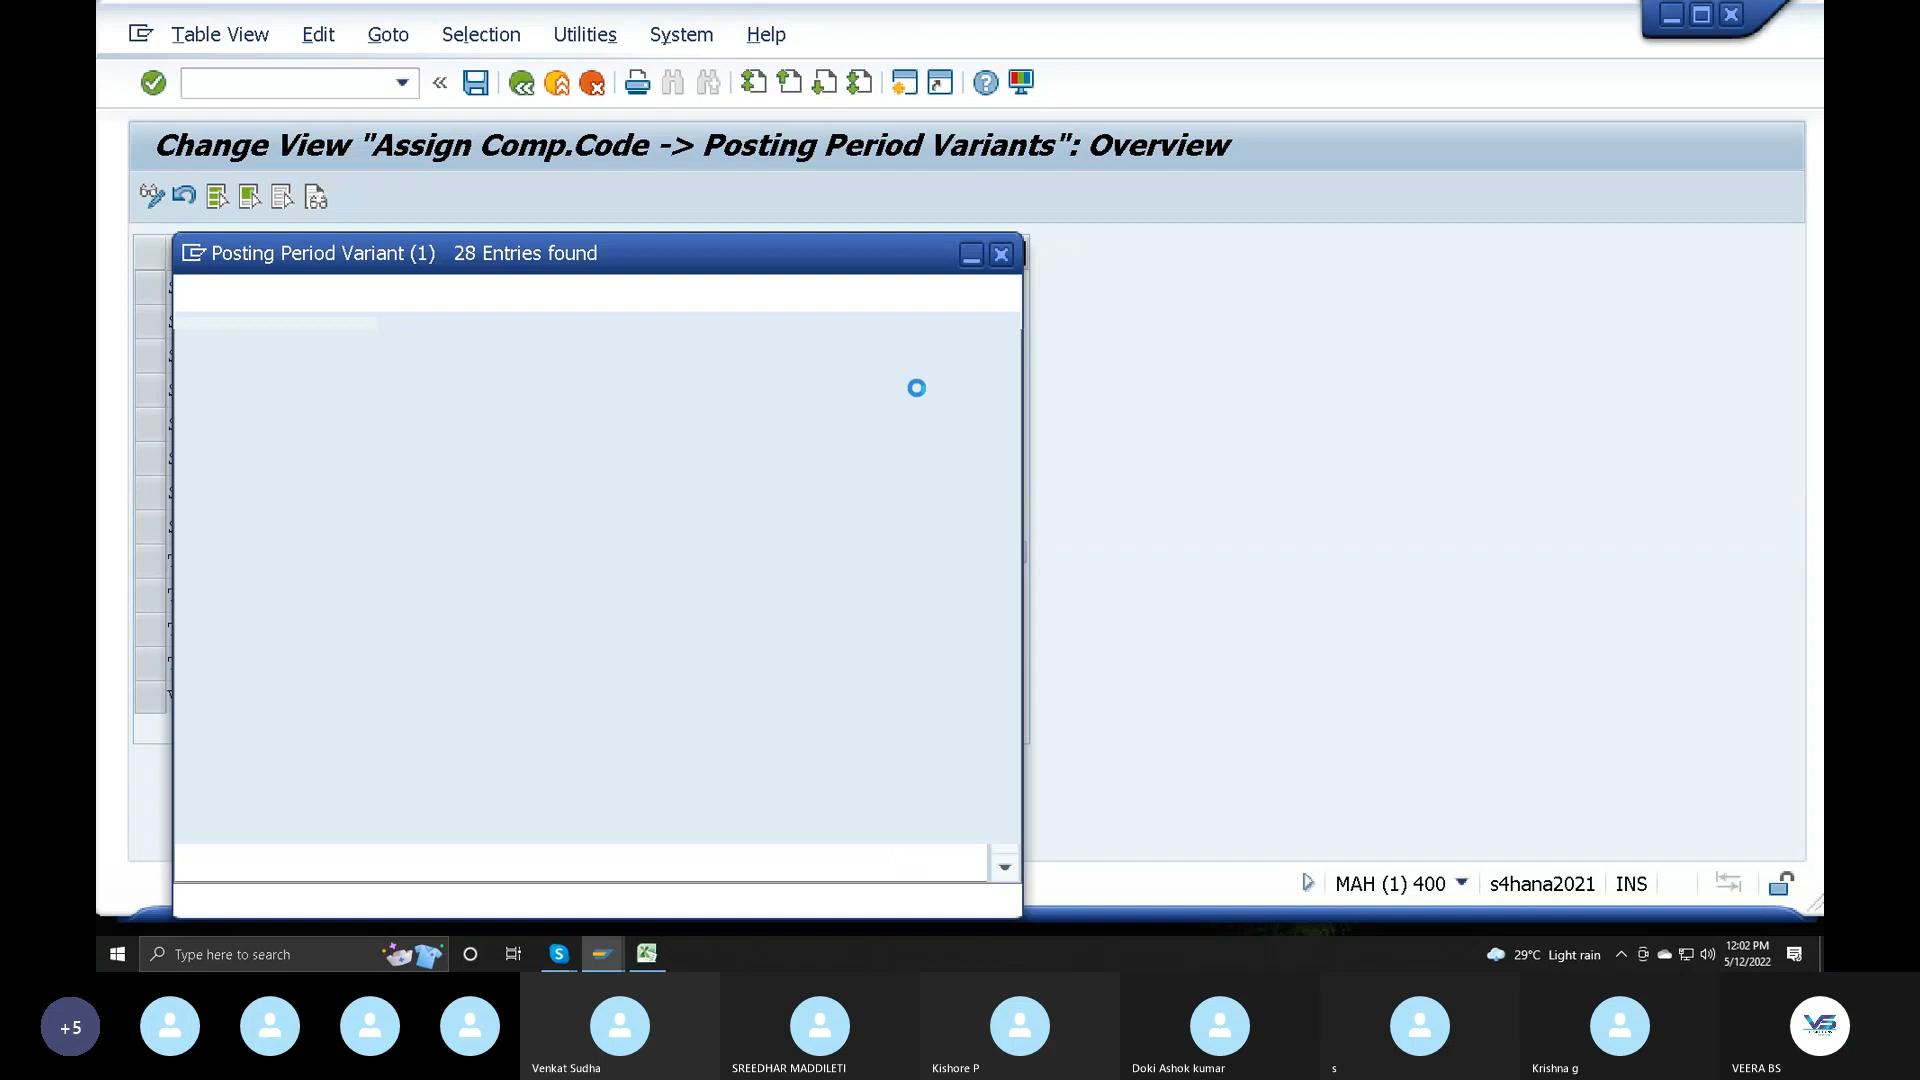 Table View Edit Goto Selection Utilities System Help
Change View "Assign Comp.Code -> Posting Period Variants": Overview
Posting Period Variant (1) 28 Entries found
MAH (1) 400 s4hana2021 INS
Type here to search
29°C Light rain
12:02 PM
5/12/2022
+5
Venkat Sudha
SREEDHAR MADDILETI
Kishore P
Doki Ashok kumar
s
Krishna g
VEERA BS
VS